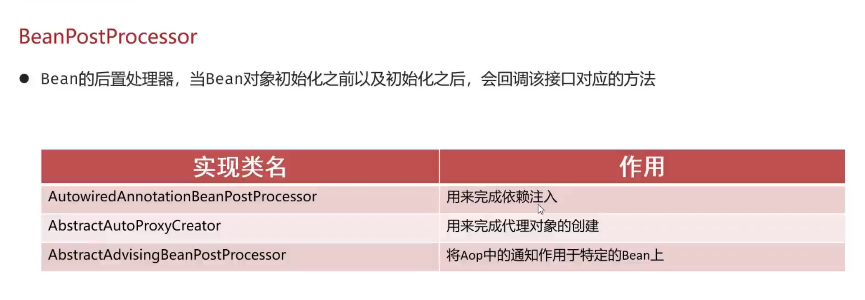 BeanPostProcessor
● Bean的后置处理器，当Bean对象初始化之前以及初始化之后，会回调该接口对应的方法
实现类名 作用
AutowiredAnnotationBeanPostProcessor 用来完成依赖注入
AbstractAutoProxyCreator 用来完成代理对象的创建
AbstractAdvisingBeanPostProcessor 将Aop中的通知作用于特定的Bean上